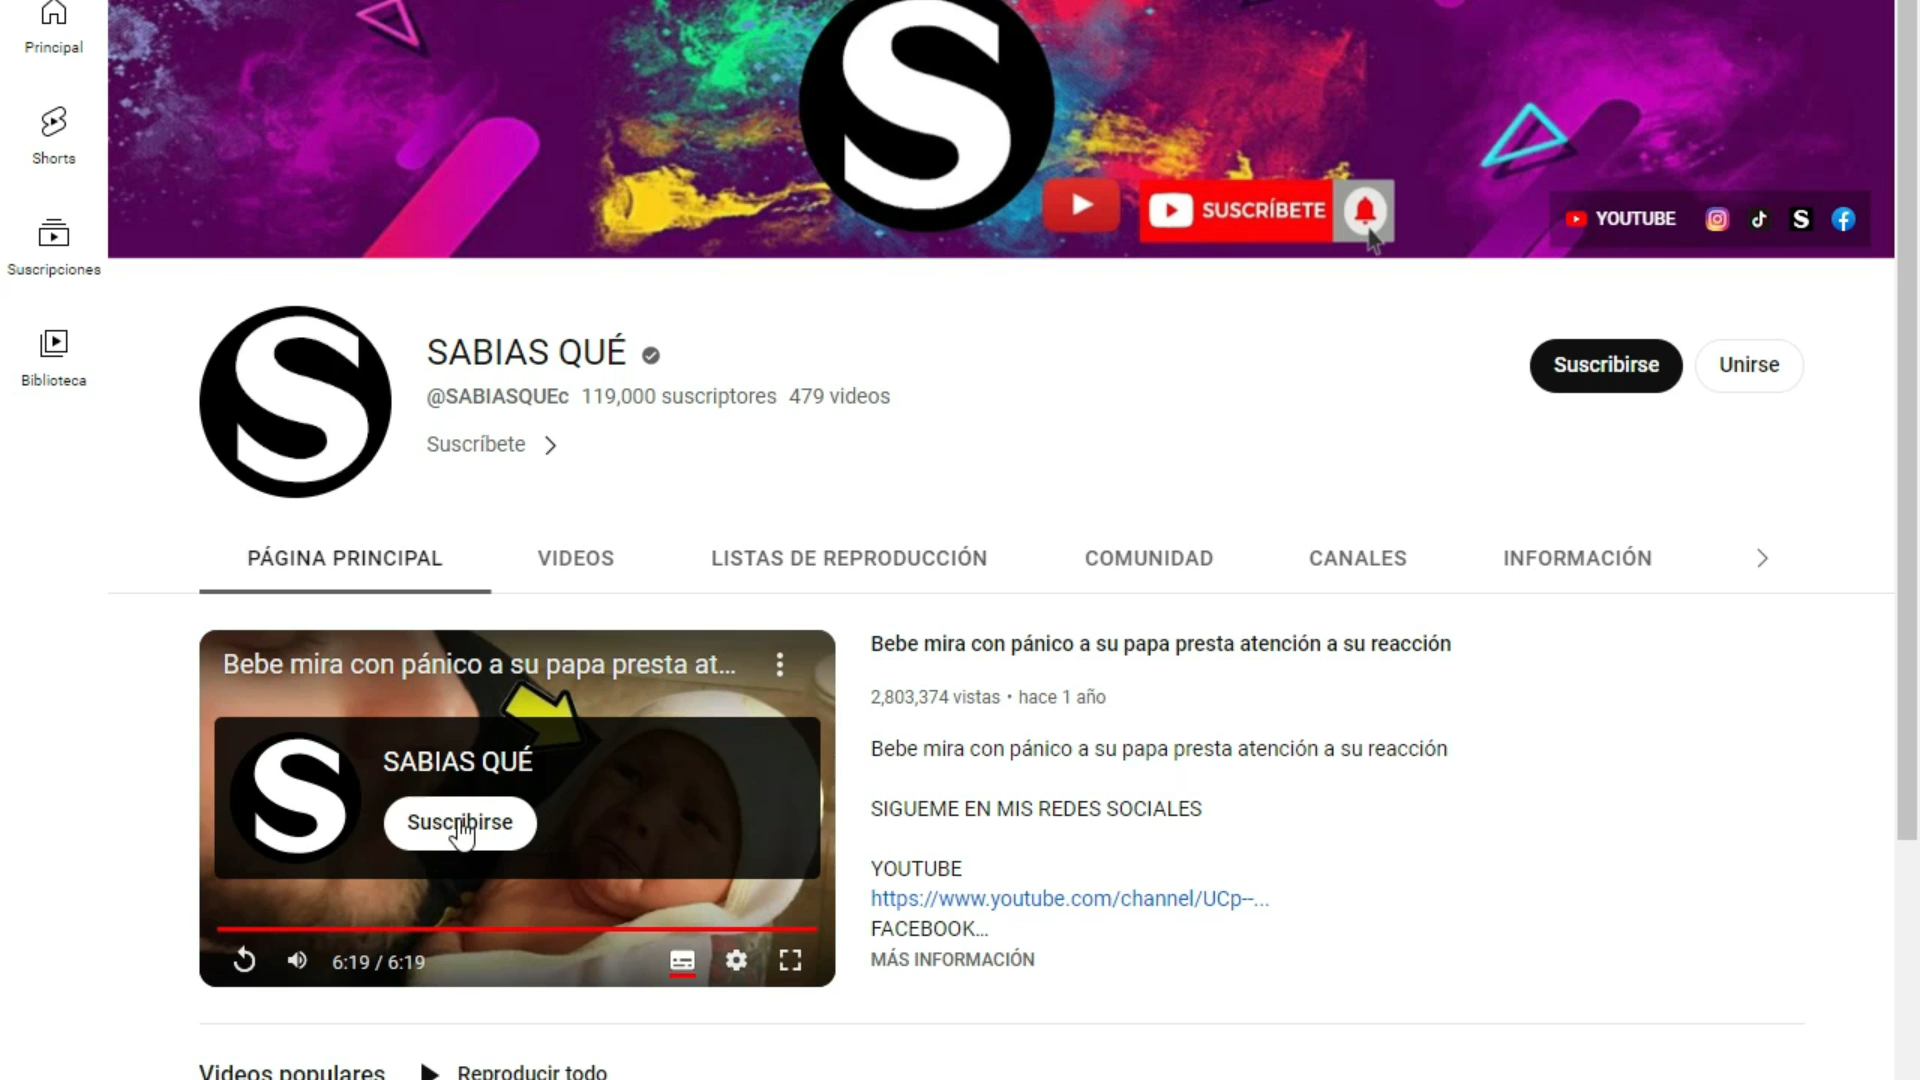 Principal
Shorts
Suscripciones
Biblioteca
S
SUSCRÍBETE
YOUTUBE
S
S
SABIAS QUÉ
@SABIASQUEc 119,000 suscriptores 479 videos
Suscríbete
Suscribirse
Unirse
PÁGINA PRINCIPAL
VIDEOS
LISTAS DE REPRODUCCIÓN
COMUNIDAD
CANALES
INFORMACIÓN
Bebe mira con pánico a su papa presta at...
S
SABIAS QUÉ
Suscribirse
6:19 / 6:19
Bebe mira con pánico a su papa presta atención a su reacción
2,803,374 vistas • hace 1 año
Bebe mira con pánico a su papa presta atención a su reacción
SIGUEME EN MIS REDES SOCIALES
YOUTUBE
https://www.youtube.com/channel/UCp--...
FACEBOOK...
MÁS INFORMACIÓN
Videos populares
Reproducir todo